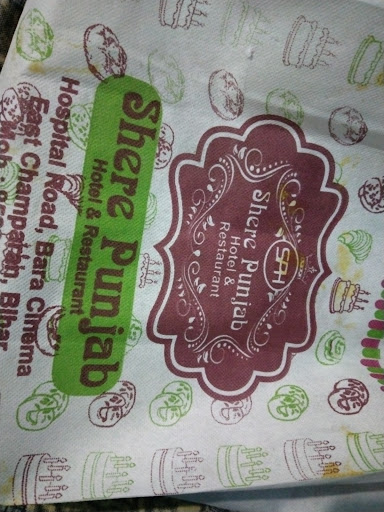 Shere Punjab
Hotel & Restaurant
Hospital Road, Bara Cinema
East Champaran, Bihar
SPH
Shere Punjab
Hotel &
Restaurant